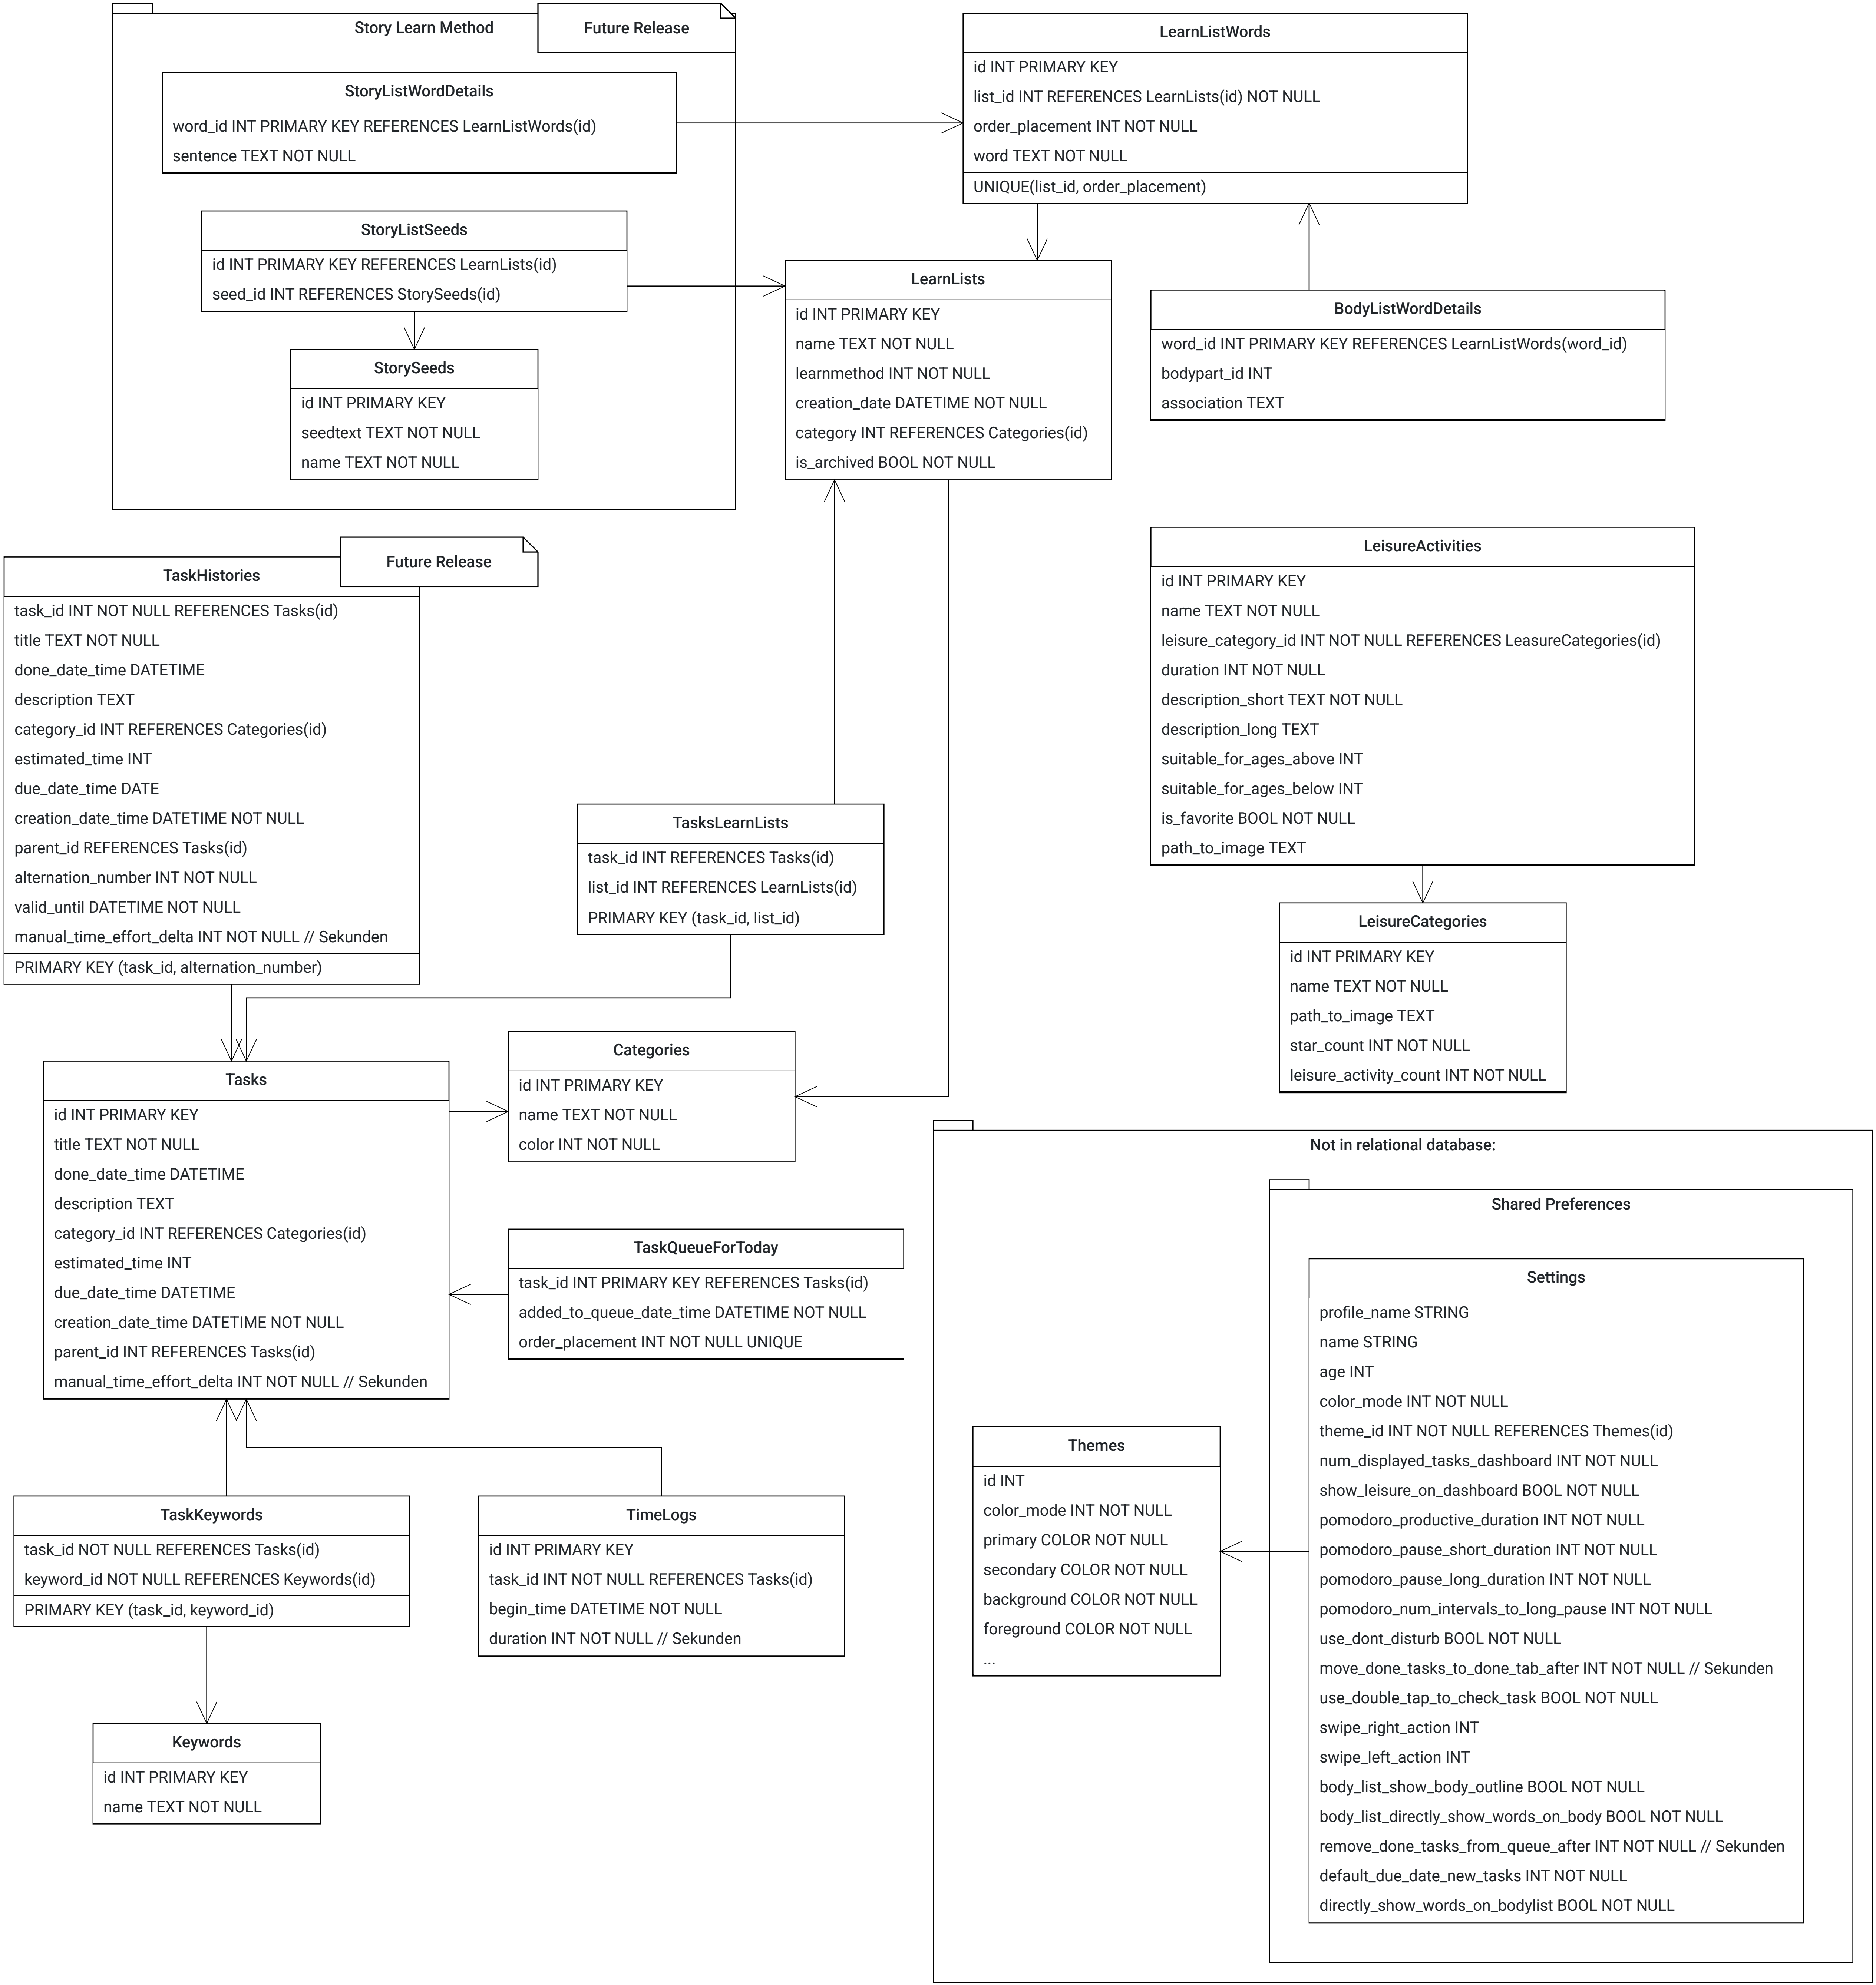 Story Learn Method
Future Release
StoryListWordDetails
word_id INT PRIMARY KEY REFERENCES LearnListWords(id)
sentence TEXT NOT NULL
StoryListSeeds
id INT PRIMARY KEY REFERENCES LearnLists(id)
seed_id INT REFERENCES StorySeeds(id)
StorySeeds
id INT PRIMARY KEY
seedtext TEXT NOT NULL
name TEXT NOT NULL
LearnListWords
id INT PRIMARY KEY
list_id INT REFERENCES LearnLists(id) NOT NULL
order_placement INT NOT NULL
word TEXT NOT NULL
UNIQUE(list_id, order_placement)
LearnLists
id INT PRIMARY KEY
name TEXT NOT NULL
learnmethod INT NOT NULL
creation_date DATETIME NOT NULL
category INT REFERENCES Categories(id)
is_archived BOOL NOT NULL
BodyListWordDetails
word_id INT PRIMARY KEY REFERENCES LearnListWords(word_id)
bodypart_id INT
association TEXT
TaskHistories
Future Release
task_id INT NOT NULL REFERENCES Tasks(id)
title TEXT NOT NULL
done_date_time DATETIME
description TEXT
category_id INT REFERENCES Categories(id)
estimated_time INT
due_date_time DATE
creation_date_time DATETIME NOT NULL
parent_id REFERENCES Tasks(id)
alternation_number INT NOT NULL
valid_until DATETIME NOT NULL
manual_time_effort_delta INT NOT NULL // Sekunden
PRIMARY KEY (task_id, alternation_number)
TasksLearnLists
task_id INT REFERENCES Tasks(id)
list_id INT REFERENCES LearnLists(id)
PRIMARY KEY (task_id, list_id)
LeisureActivities
id INT PRIMARY KEY
name TEXT NOT NULL
leisure_category_id INT NOT NULL REFERENCES LeasureCategories(id)
duration INT NOT NULL
description_short TEXT NOT NULL
description_long TEXT
suitable_for_ages_above INT
suitable_for_ages_below INT
is_favorite BOOL NOT NULL
path_to_image TEXT
LeisureCategories
id INT PRIMARY KEY
name TEXT NOT NULL
path_to_image TEXT
star_count INT NOT NULL
leisure_activity_count INT NOT NULL
Tasks
id INT PRIMARY KEY
title TEXT NOT NULL
done_date_time DATETIME
description TEXT
category_id INT REFERENCES Categories(id)
estimated_time INT
due_date_time DATETIME
creation_date_time DATETIME NOT NULL
parent_id INT REFERENCES Tasks(id)
manual_time_effort_delta INT NOT NULL // Sekunden
Categories
id INT PRIMARY KEY
name TEXT NOT NULL
color INT NOT NULL
TaskQueueForToday
task_id INT PRIMARY KEY REFERENCES Tasks(id)
added_to_queue_date_time DATETIME NOT NULL
order_placement INT NOT NULL UNIQUE
TaskKeywords
task_id NOT NULL REFERENCES Tasks(id)
keyword_id NOT NULL REFERENCES Keywords(id)
PRIMARY KEY (task_id, keyword_id)
TimeLogs
id INT PRIMARY KEY
task_id INT NOT NULL REFERENCES Tasks(id)
begin_time DATETIME NOT NULL
duration INT NOT NULL // Sekunden
Keywords
id INT PRIMARY KEY
name TEXT NOT NULL
Not in relational database:
Shared Preferences
Themes
id INT
color_mode INT NOT NULL
primary COLOR NOT NULL
secondary COLOR NOT NULL
background COLOR NOT NULL
foreground COLOR NOT NULL
...
Settings
profile_name STRING
name STRING
age INT
color_mode INT NOT NULL
theme_id INT NOT NULL REFERENCES Themes(id)
num_displayed_tasks_dashboard INT NOT NULL
show_leisure_on_dashboard BOOL NOT NULL
pomodoro_productive_duration INT NOT NULL
pomodoro_pause_short_duration INT NOT NULL
pomodoro_pause_long_duration INT NOT NULL
pomodoro_num_intervals_to_long_pause INT NOT NULL
use_dont_disturb BOOL NOT NULL
move_done_tasks_to_done_tab_after INT NOT NULL // Sekunden
use_double_tap_to_check_task BOOL NOT NULL
swipe_right_action INT
swipe_left_action INT
body_list_show_body_outline BOOL NOT NULL
body_list_directly_show_words_on_body BOOL NOT NULL
remove_done_tasks_from_queue_after INT NOT NULL // Sekunden
default_due_date_new_tasks INT NOT NULL
directly_show_words_on_bodylist BOOL NOT NULL